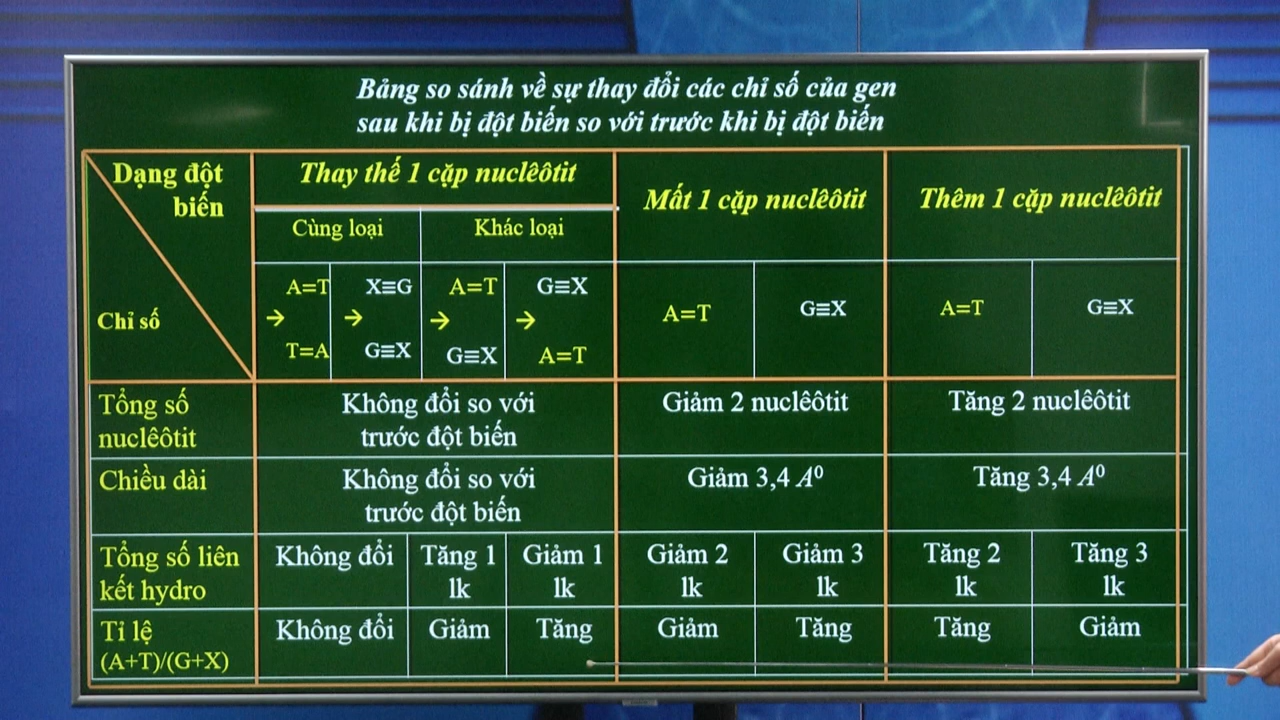 Bảng so sánh về sự thay đổi các chỉ số của gen
sau khi bị đột biến so với trước khi bị đột biến
Dạng đột
biến
Chỉ số
Thay thế 1 cặp nuclêôtit
Mất 1 cặp nuclêôtit
Thêm 1 cặp nuclêôtit
Cùng loại
Khác loại
A=T
→
T=A
X≡G
→
G≡X
A=T
→
G≡X
G≡X
→
A=T
A=T
G≡X
A=T
G≡X
Tổng số
nuclêôtit
Không đổi so với
trước đột biến
Giảm 2 nuclêôtit
Tăng 2 nuclêôtit
Chiều dài
Không đổi so với
trước đột biến
Giảm 3,4 A⁰
Tăng 3,4 A⁰
Tổng số liên
kết hydro
Không đổi
Tăng 1
lk
Giảm 1
lk
Giảm 2
lk
Giảm 3
lk
Tăng 2
lk
Tăng 3
lk
Tỉ lệ
(A+T)/(G+X)
Không đổi
Giảm
Tăng
Giảm
Tăng
Tăng
Giảm